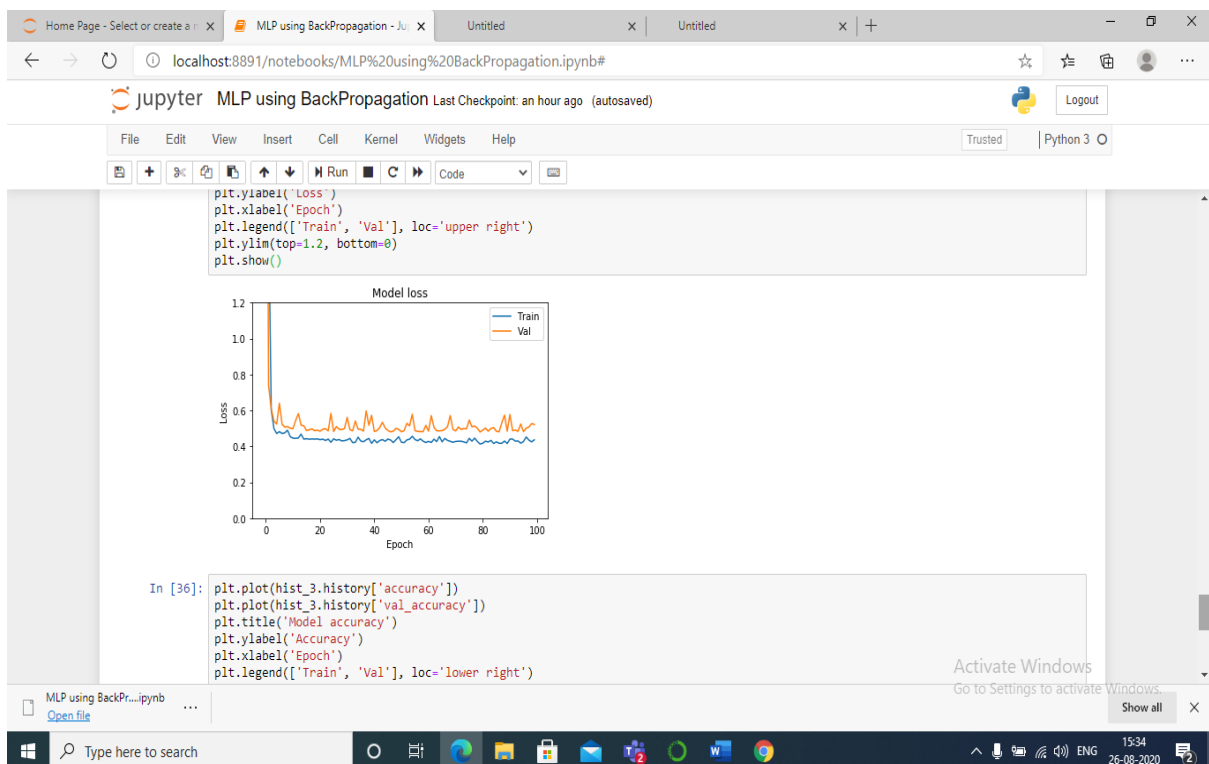 Home Page - Select or create a n
MLP using BackPropagation - Ju
Untitled
Untitled
localhost:8891/notebooks/MLP%20using%20BackPropagation.ipynb#
jupyter MLP using BackPropagation Last Checkpoint: an hour ago (autosaved)
Logout
File Edit View Insert Cell Kernel Widgets Help
Trusted
Python 3
Run
Code
plt.ylabel('Loss')
plt.xlabel('Epoch')
plt.legend(['Train', 'Val'], loc='upper right')
plt.ylim(top=1.2, bottom=0)
plt.show()
Model loss
Train
Val
1.2
1.0
0.8
0.6
0.4
0.2
0.0
Loss
0 20 40 60 80 100
Epoch
In [36]:
plt.plot(hist_3.history['accuracy'])
plt.plot(hist_3.history['val_accuracy'])
plt.title('Model accuracy')
plt.ylabel('Accuracy')
plt.xlabel('Epoch')
plt.legend(['Train', 'Val'], loc='lower right')
Activate Windows
Go to Settings to activate Windows.
MLP using BackPr....ipynb
Open file
Show all
Type here to search
2
W
ENG
15:34
26-08-2020
2